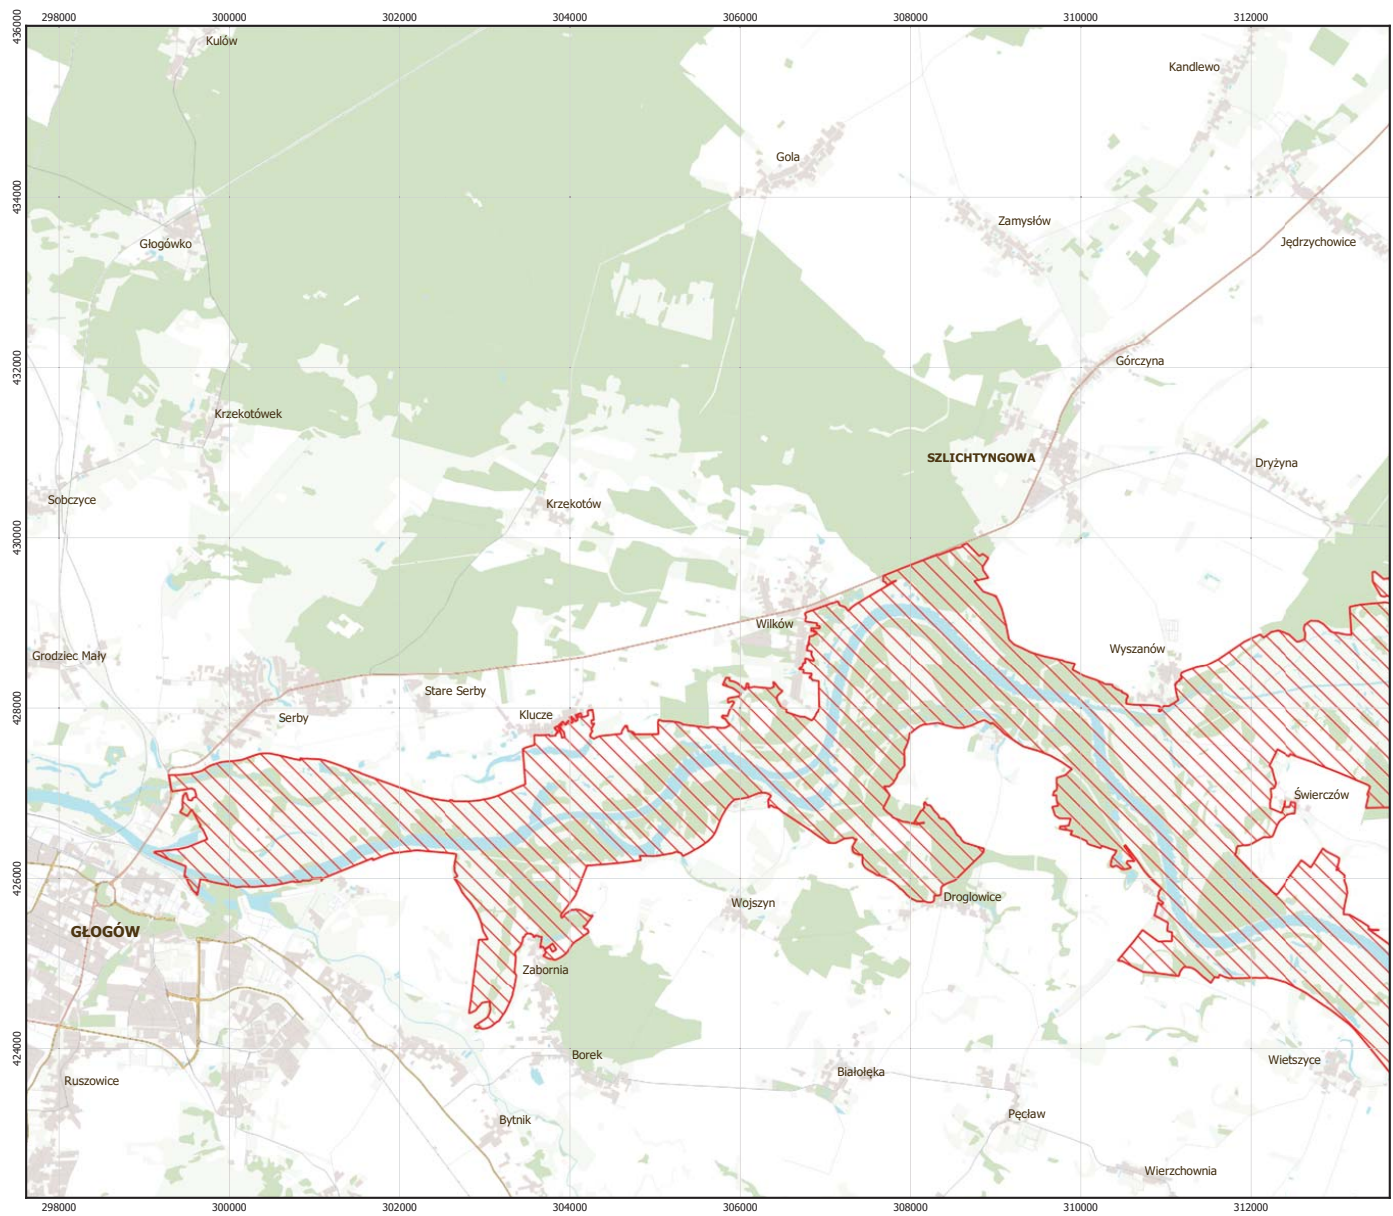 298000 300000 302000 304000 306000 308000 310000 312000
436000
Kulów
Kandlewo
Gola
434000
Zamysłów
Głogówko
Jędrzychowice
432000
Górczyna
Krzekotówek
SZLICHTYNGOWA
Dryżyna
Sobczyce
Krzekotów
430000
Wilków
Wyszanów
Grodziec Mały
Stare Serby
428000
Serby
Klucze
Świerczów
426000
Droglowice
Wojszyn
GŁOGÓW
Zabornia
424000
Borek
Wietszyce
Białołęka
Ruszowice
Pęcław
Bytnik
Wierzchownia
298000 300000 302000 304000 306000 308000 310000 312000